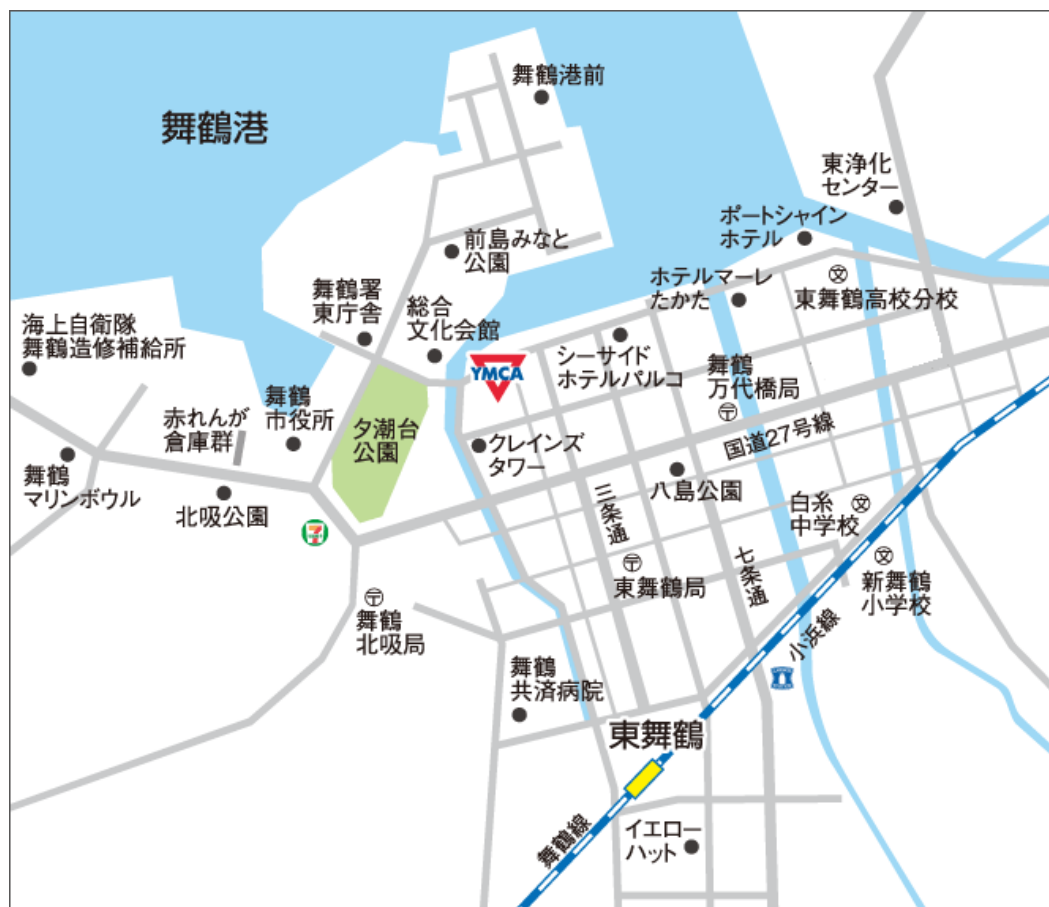 舞鶴港前
舞鶴港
東浄化
センター
ポートシャイン
ホテル
前島みなと
公園
ホテルマーレ
たかた
東舞鶴高校分校
舞鶴署
東庁舎
総合
文化会館
海上自衛隊
舞鶴造修補給所
シーサイド
ホテルパルコ
YMCA
舞鶴
万代橋局
赤れんが
倉庫群
舞鶴
市役所
夕潮台
公園
クレインズ
タワー
国道27号線
舞鶴
マリンボウル
北吸公園
八島公園
三条通
白糸
中学校
7
東舞鶴局
七条通
新舞鶴
小学校
舞鶴
北吸局
小浜線
舞鶴
共済病院
東舞鶴
舞鶴線
イエロー
ハット